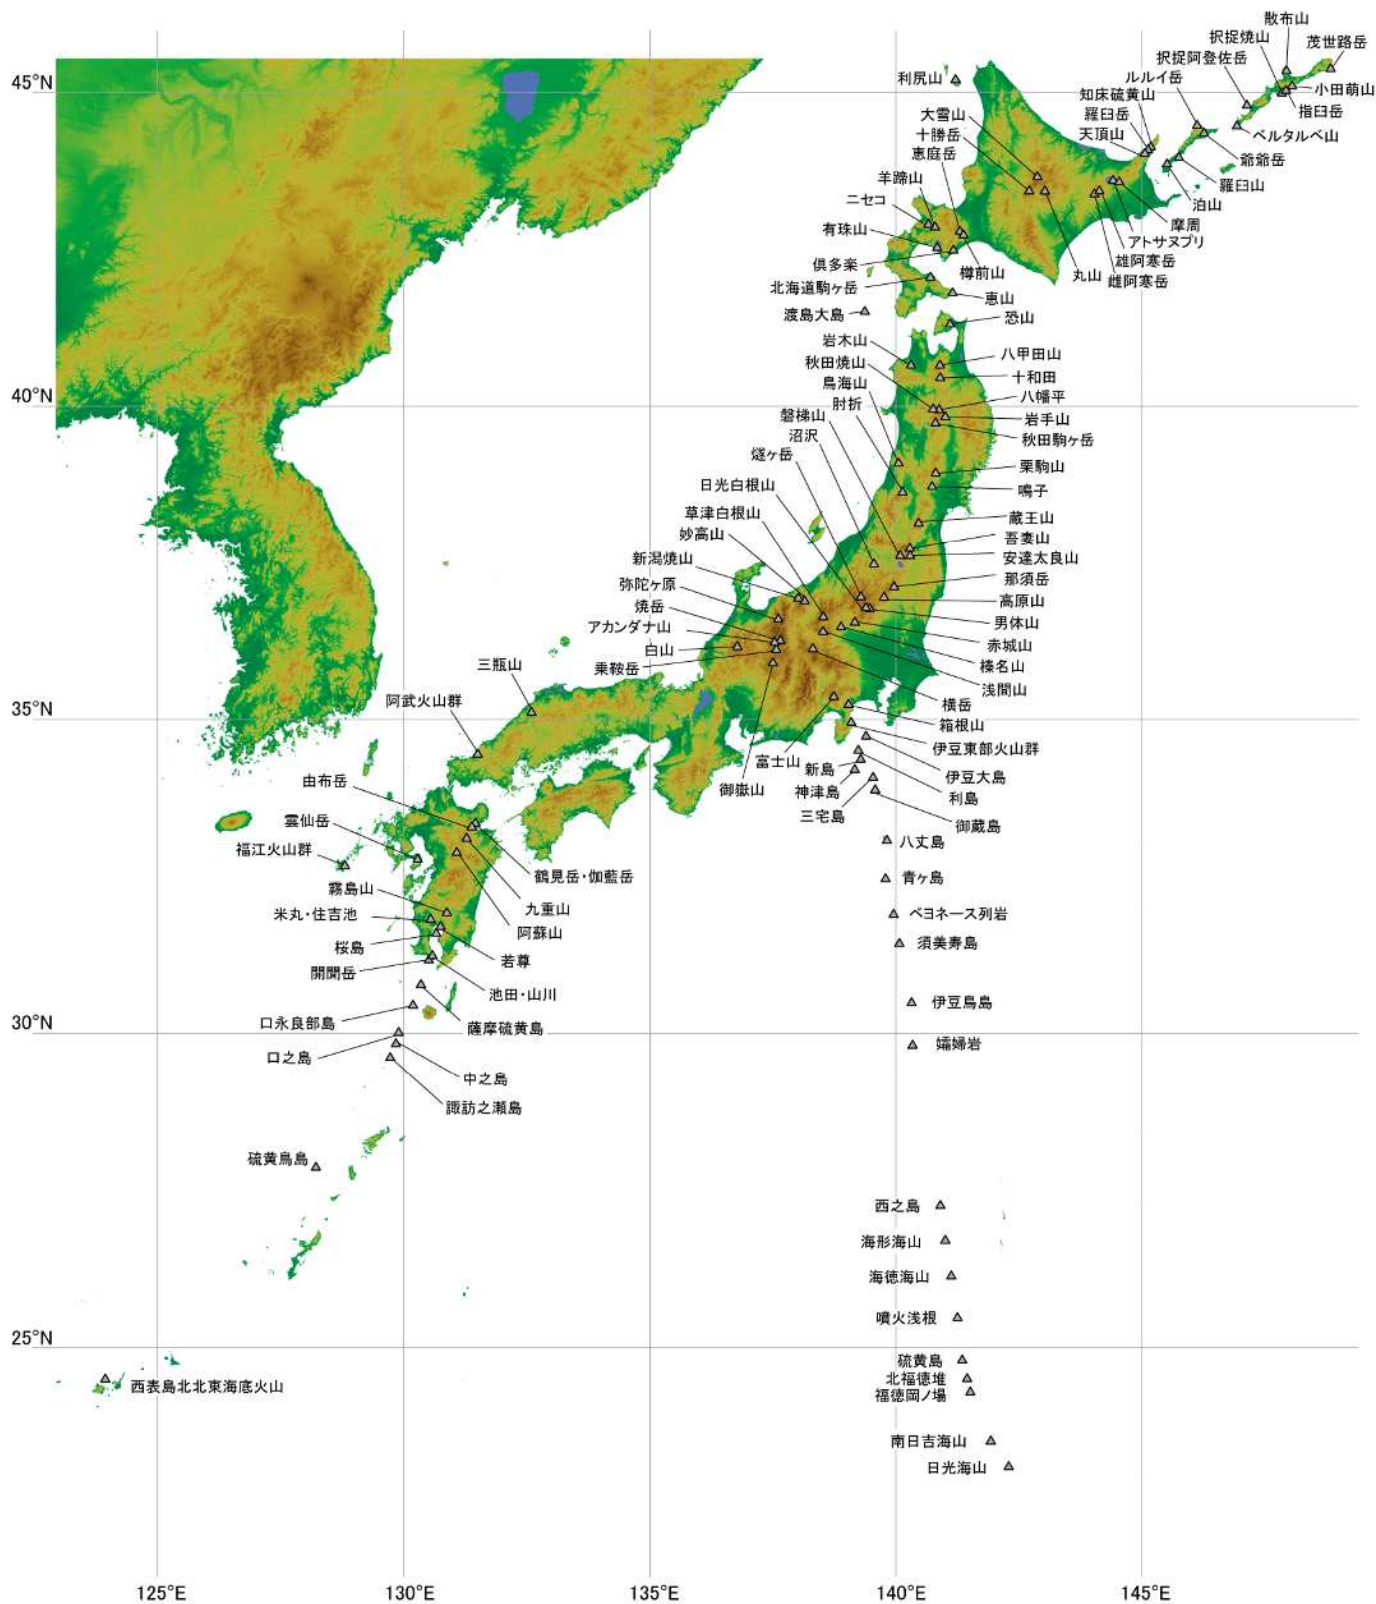 散布山
択捉焼山
茂世路岳
択捉阿登佐岳
45°N
利尻山
ルルイ岳
小田萌山
知床硫黄山
指臼岳
大雪山
羅臼岳
ベルタルベ山
十勝岳
天頂山
爺爺岳
恵庭岳
羊蹄山
羅臼山
ニセコ
泊山
有珠山
摩周
アトサヌプリ
倶多楽
雄阿寒岳
樽前山
丸山
雌阿寒岳
北海道駒ヶ岳
恵山
渡島大島
恐山
岩木山
八甲田山
秋田焼山
十和田
鳥海山
八幡平
40°N
肘折
岩手山
磐梯山
秋田駒ヶ岳
沼沢
燧ヶ岳
栗駒山
日光白根山
鳴子
草津白根山
蔵王山
妙高山
吾妻山
新潟焼山
安達太良山
弥陀ヶ原
那須岳
焼岳
高原山
アカンダナ山
男体山
白山
赤城山
乗鞍岳
榛名山
三瓶山
浅間山
阿武火山群
横岳
35°N
箱根山
伊豆東部火山群
富士山
新島
伊豆大島
由布岳
御嶽山
神津島
利島
三宅島
雲仙岳
御蔵島
福江火山群
八丈島
鶴見岳・伽藍岳
青ヶ島
霧島山
九重山
米丸・住吉池
ベヨネース列岩
阿蘇山
桜島
須美寿島
若尊
開聞岳
池田・山川
伊豆鳥島
口永良部島
薩摩硫黄島
30°N
孀婦岩
口之島
中之島
諏訪之瀬島
硫黄鳥島
西之島
海形海山
海徳海山
噴火浅根
25°N
硫黄島
西表島北北東海底火山
北福徳堆
福徳岡ノ場
南日吉海山
日光海山
125°E
130°E
135°E
140°E
145°E